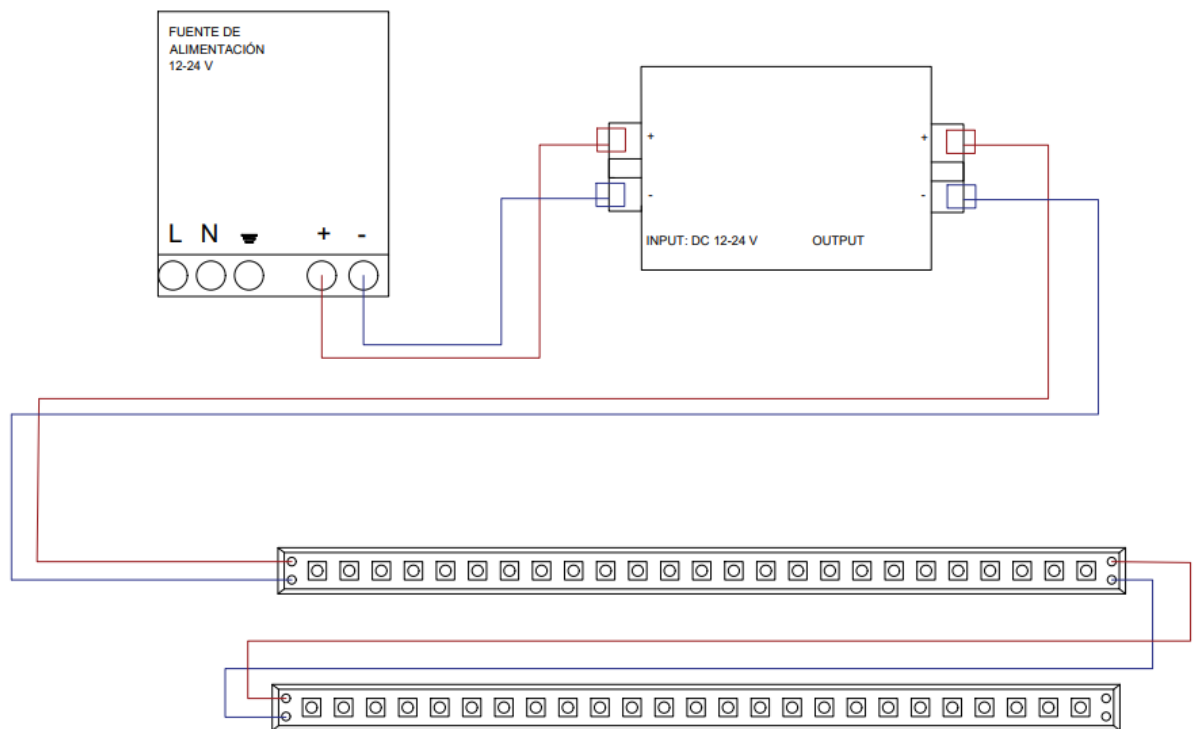 FUENTE DE
ALIMENTACIÓN
12-24 V
L N + -
+ +
- -
INPUT: DC 12-24 V OUTPUT